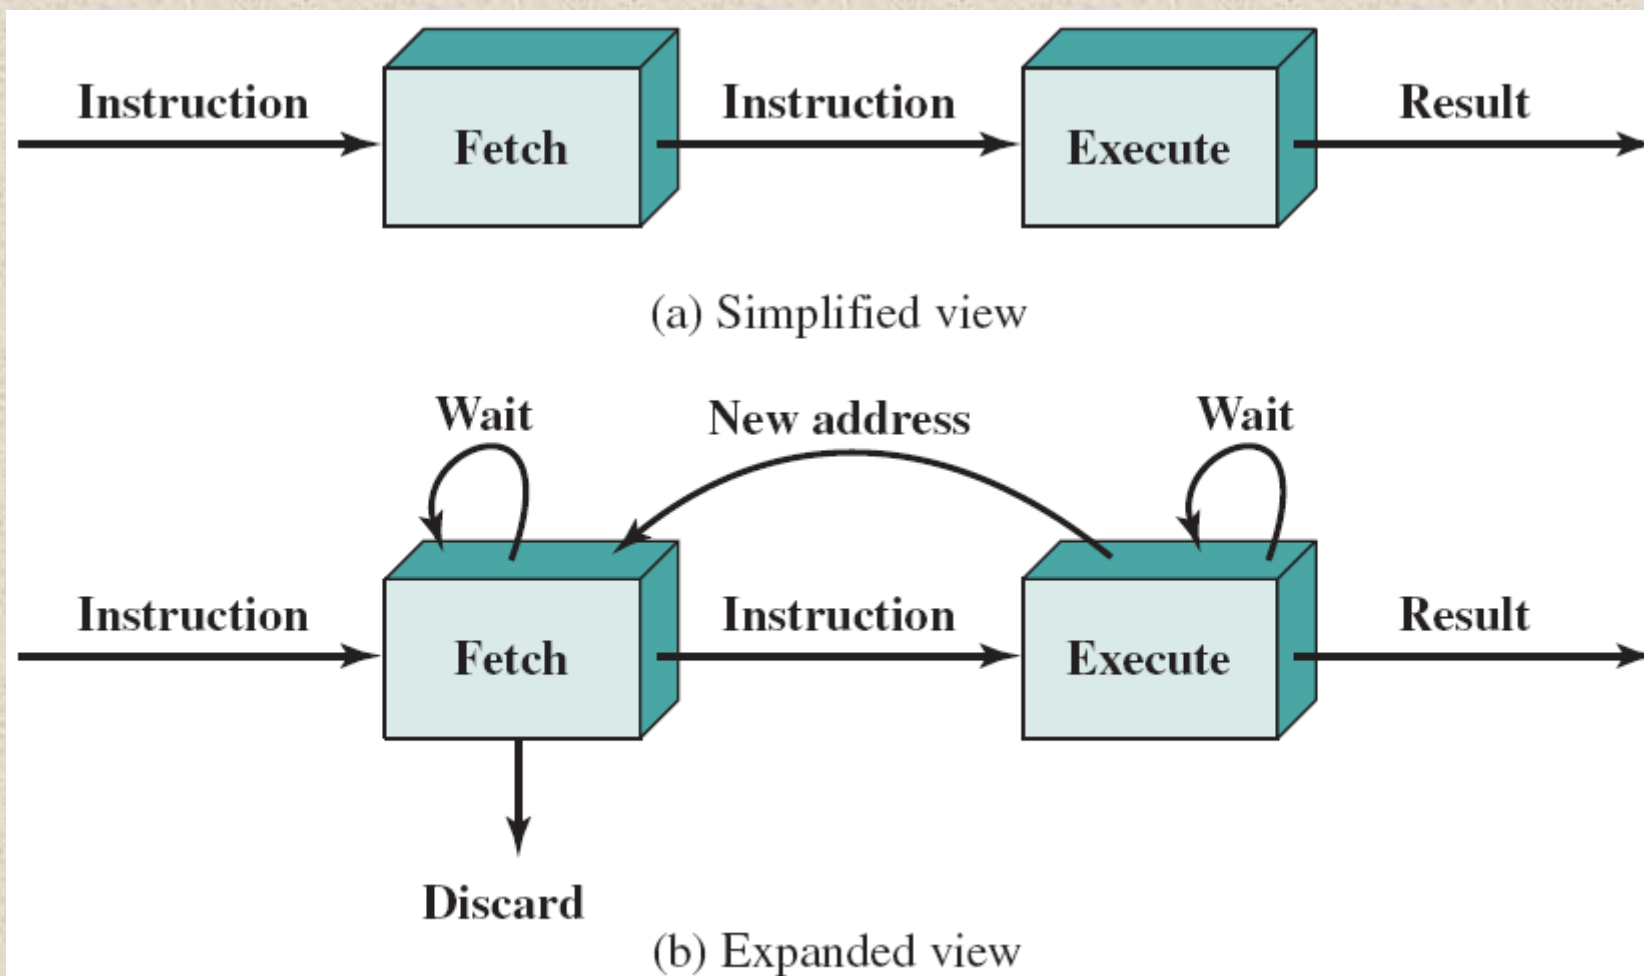 Instruction
Fetch
Instruction
Execute
Result
(a) Simplified view
Wait
New address
Wait
Instruction
Fetch
Instruction
Execute
Result
Discard
(b) Expanded view